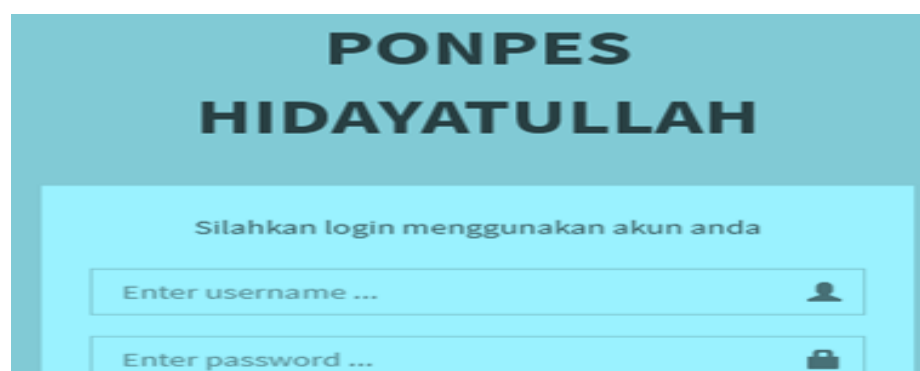 PONPES
HIDAYATULLAH
Silahkan login menggunakan akun anda
Enter username ...
Enter password ...